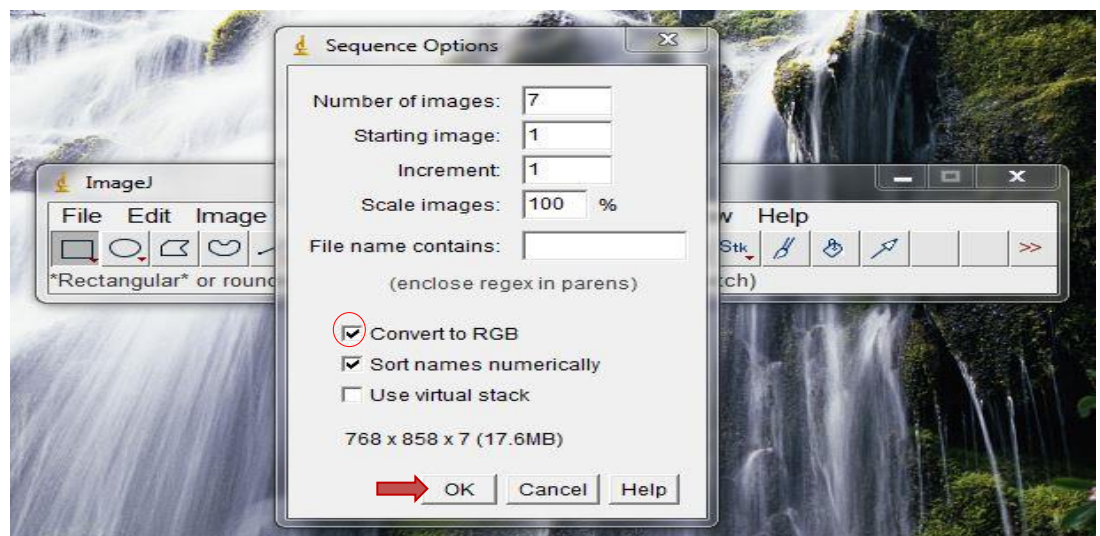 Sequence Options
Number of images: 7
Starting image: 1
Increment: 1
Scale images: 100 %
File name contains:
(enclose regex in parens)
Convert to RGB
Sort names numerically
Use virtual stack
768 x 858 x 7 (17.6MB)
OK Cancel Help
ImageJ
File Edit Image Help
Stk >>
*Rectangular* or